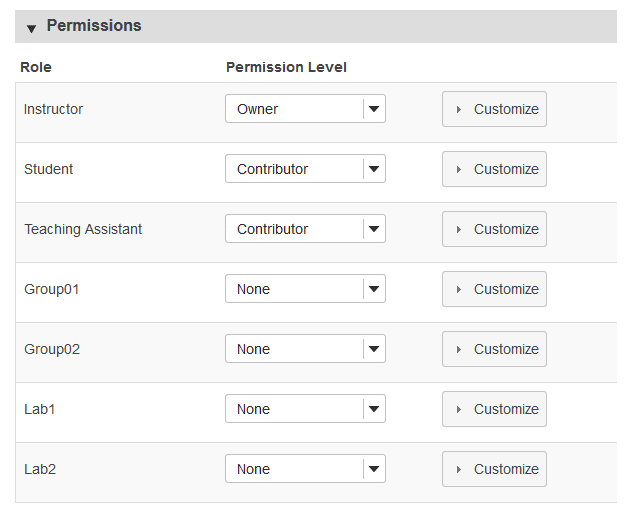 Permissions
Role Permission Level
Instructor Owner Customize
Student Contributor Customize
Teaching Assistant Contributor Customize
Group01 None Customize
Group02 None Customize
Lab1 None Customize
Lab2 None Customize